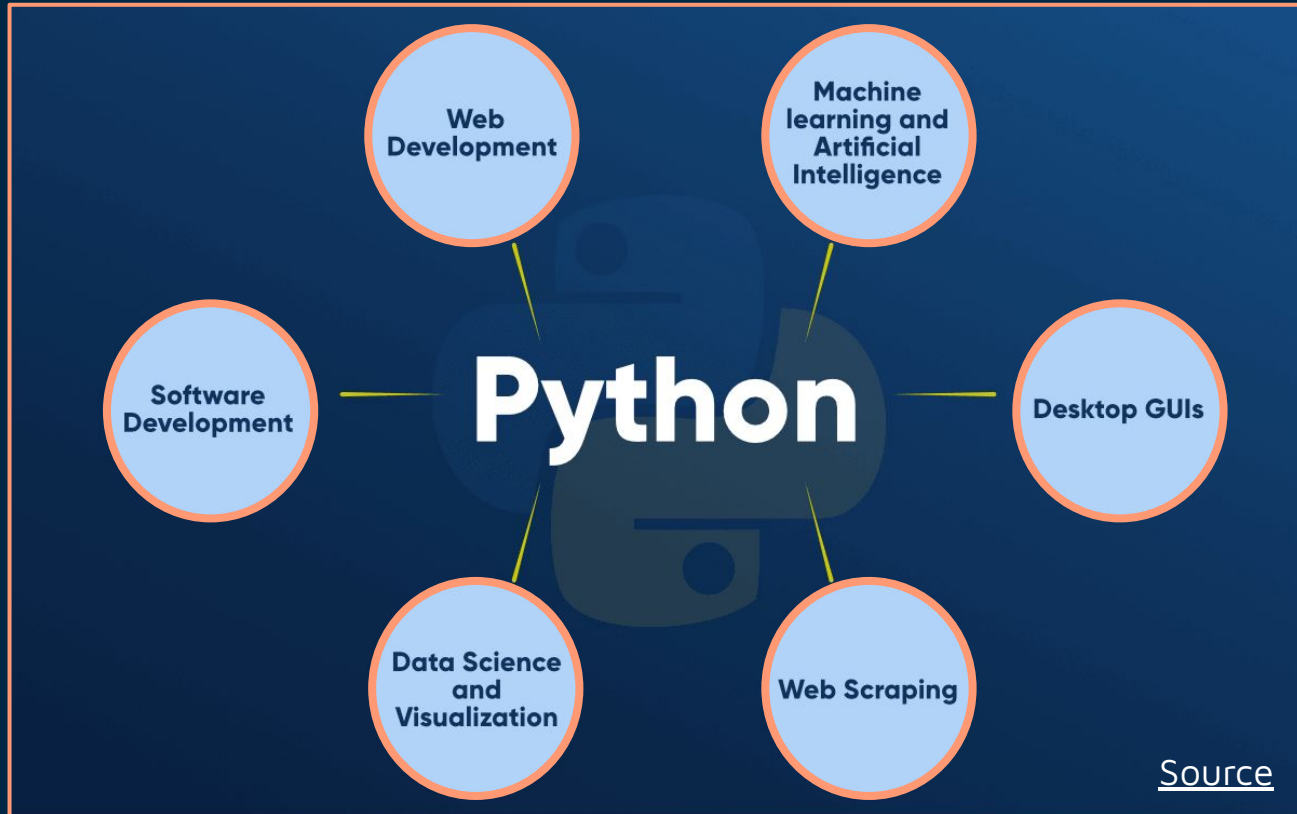 Web
Development
Machine
learning and
Artificial
Intelligence
Software
Development
Python
Desktop GUIs
Data Science
and
Visualization
Web Scraping
Source